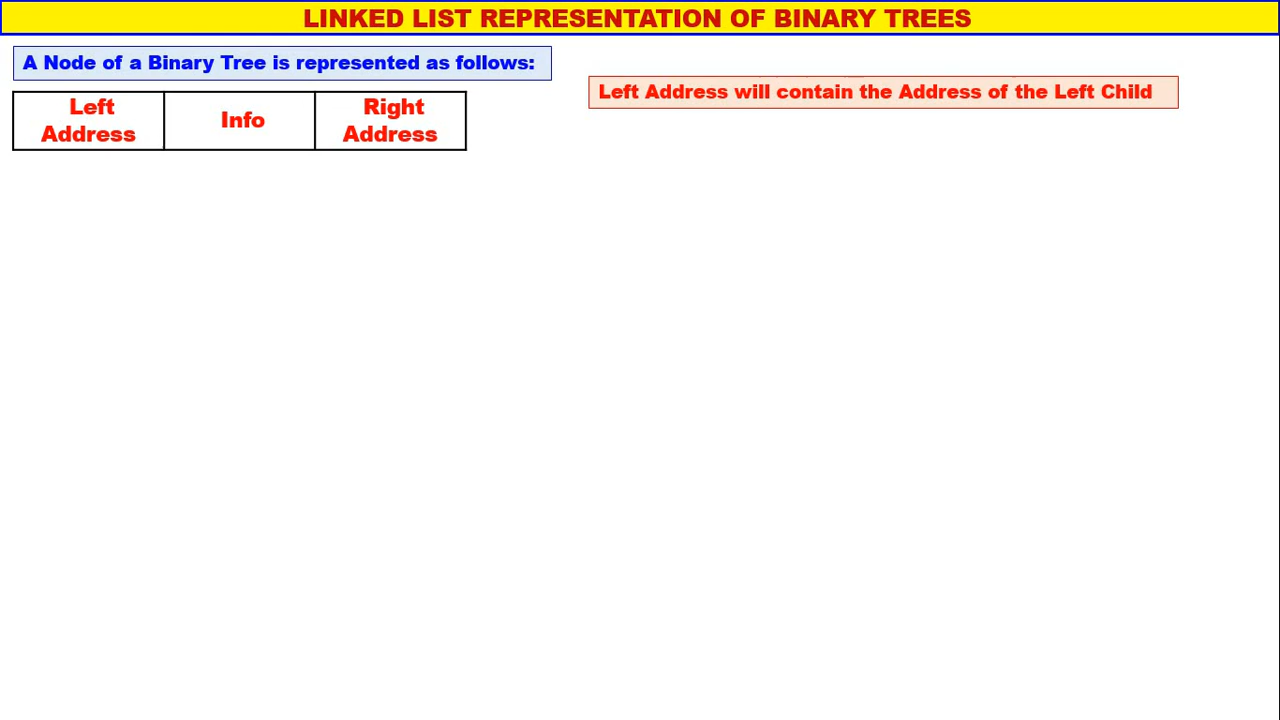 LINKED LIST REPRESENTATION OF BINARY TREES
A Node of a Binary Tree is represented as follows:
Left Address will contain the Address of the Left Child
Left
Address
Info
Right
Address